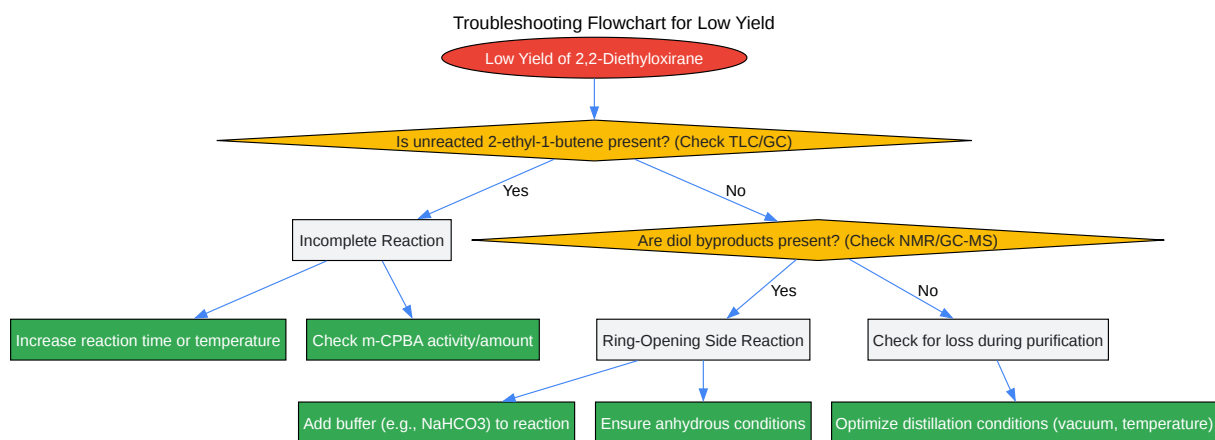 Troubleshooting Flowchart for Low Yield
Low Yield of 2,2-Diethyloxirane
Is unreacted 2-ethyl-1-butene present? (Check TLC/GC)
Yes
No
Incomplete Reaction
Are diol byproducts present? (Check NMR/GC-MS)
Yes
No
Increase reaction time or temperature
Check m-CPBA activity/amount
Ring-Opening Side Reaction
Check for loss during purification
Add buffer (e.g., NaHCO3) to reaction
Ensure anhydrous conditions
Optimize distillation conditions (vacuum, temperature)